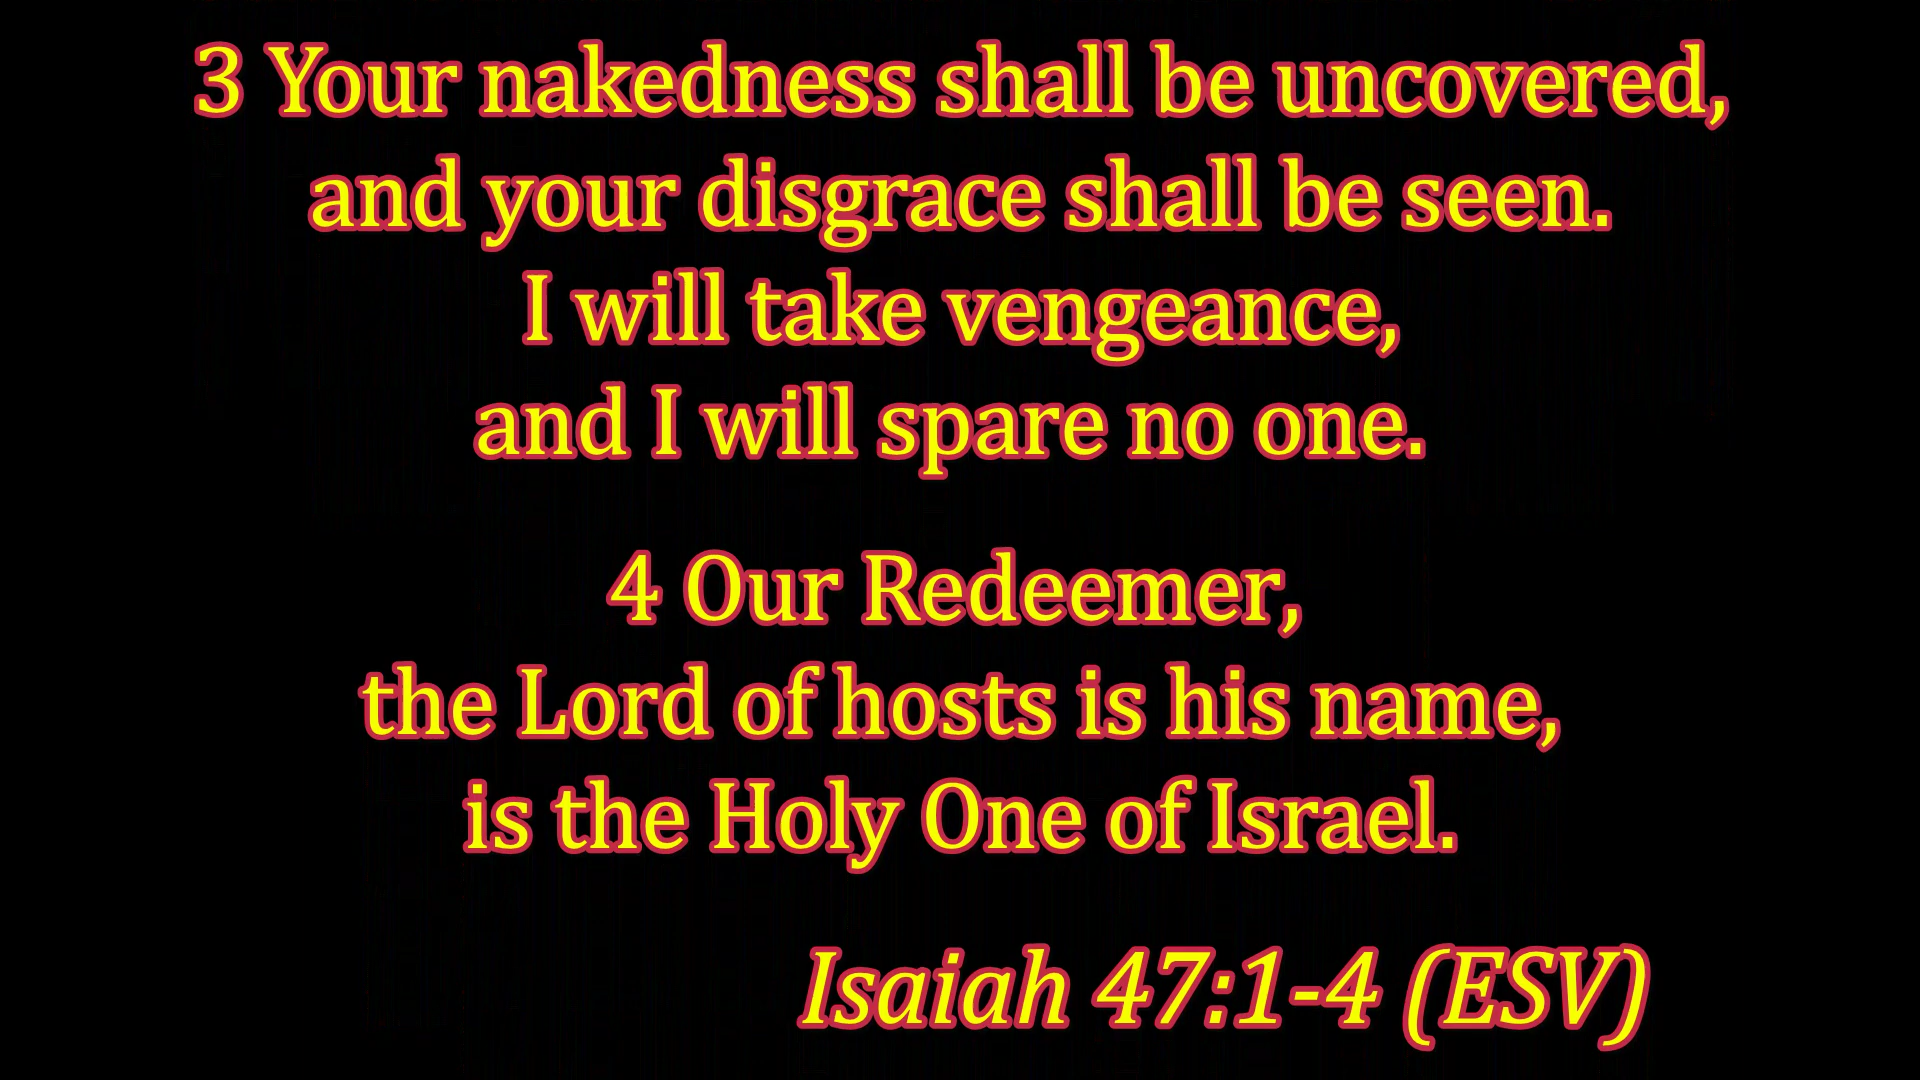 3 Your nakedness shall be uncovered,
and your disgrace shall be seen.
I will take vengeance,
and I will spare no one.
4 Our Redeemer,
the Lord of hosts is his name,
is the Holy One of Israel.
Isaiah 47:1-4 (ESV)